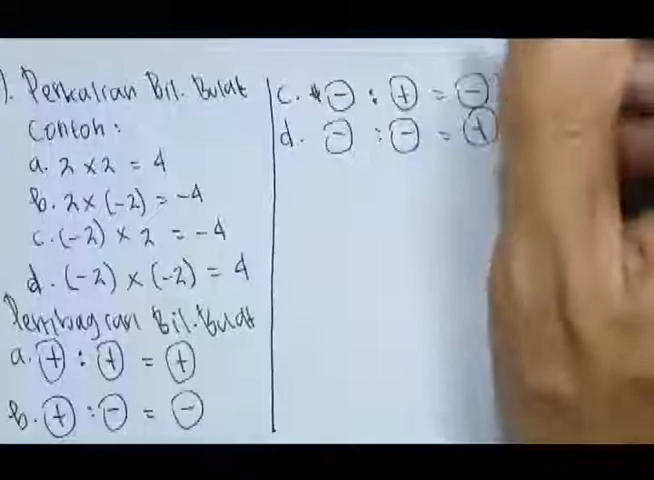 ). Perkalian Bil. Bulat
Contoh :
a. 2 × 2 = 4
b. 2 × (-2) = -4
c. (-2) × 2 = -4
d. (-2) × (-2) = 4
Pembagian Bil. Bulat
a. + : + = +
b. + : - = -
c. - : + = -
d. - : - = +